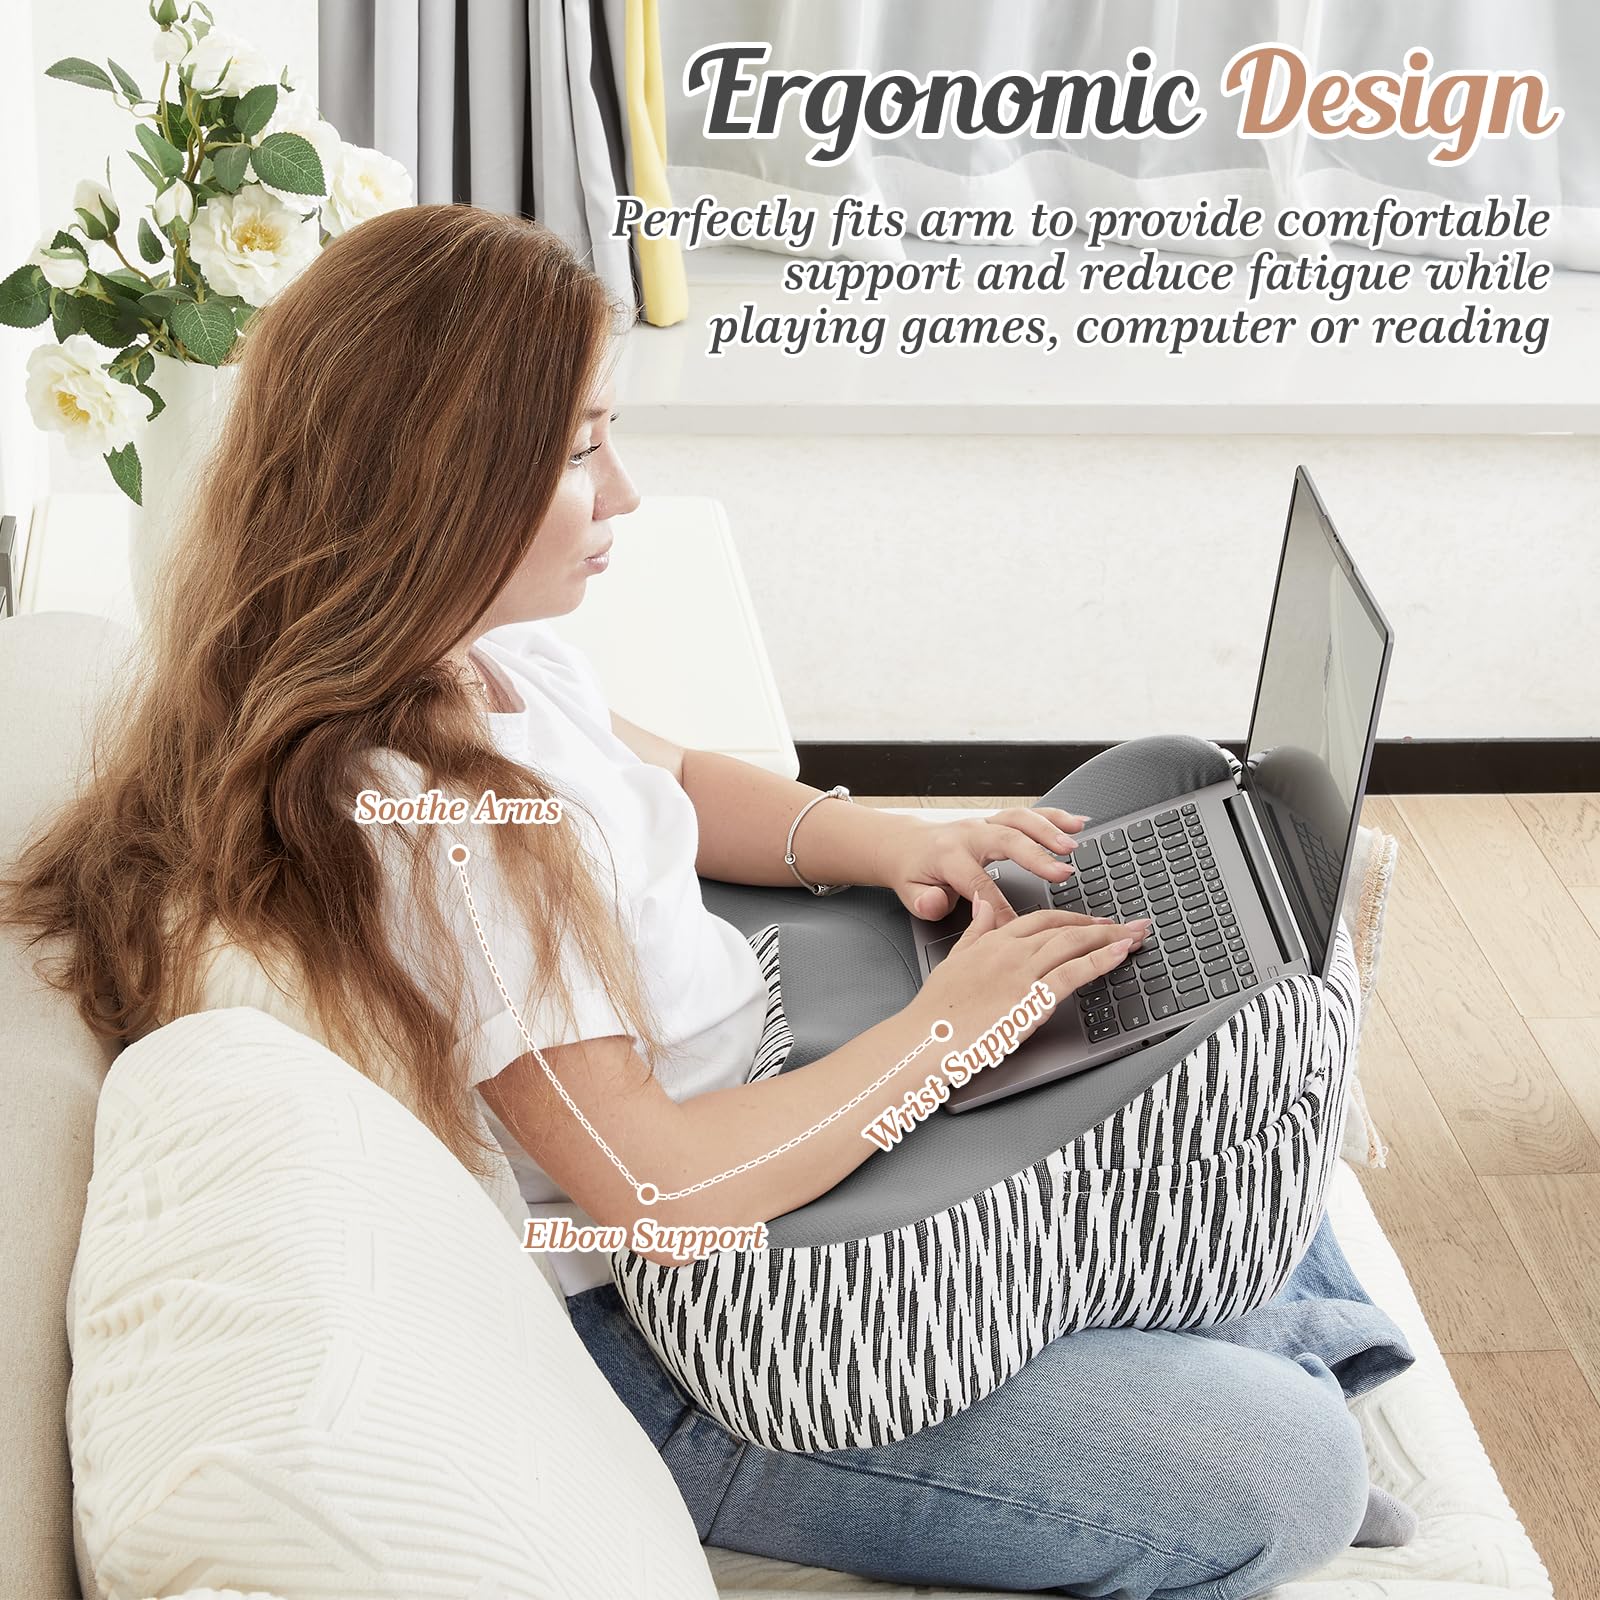 Ergonomic Design
Perfectly fits arm to provide comfortable
support and reduce fatigue while
playing games, computer or reading
Soothe Arms
Wrist Support
Elbow Support